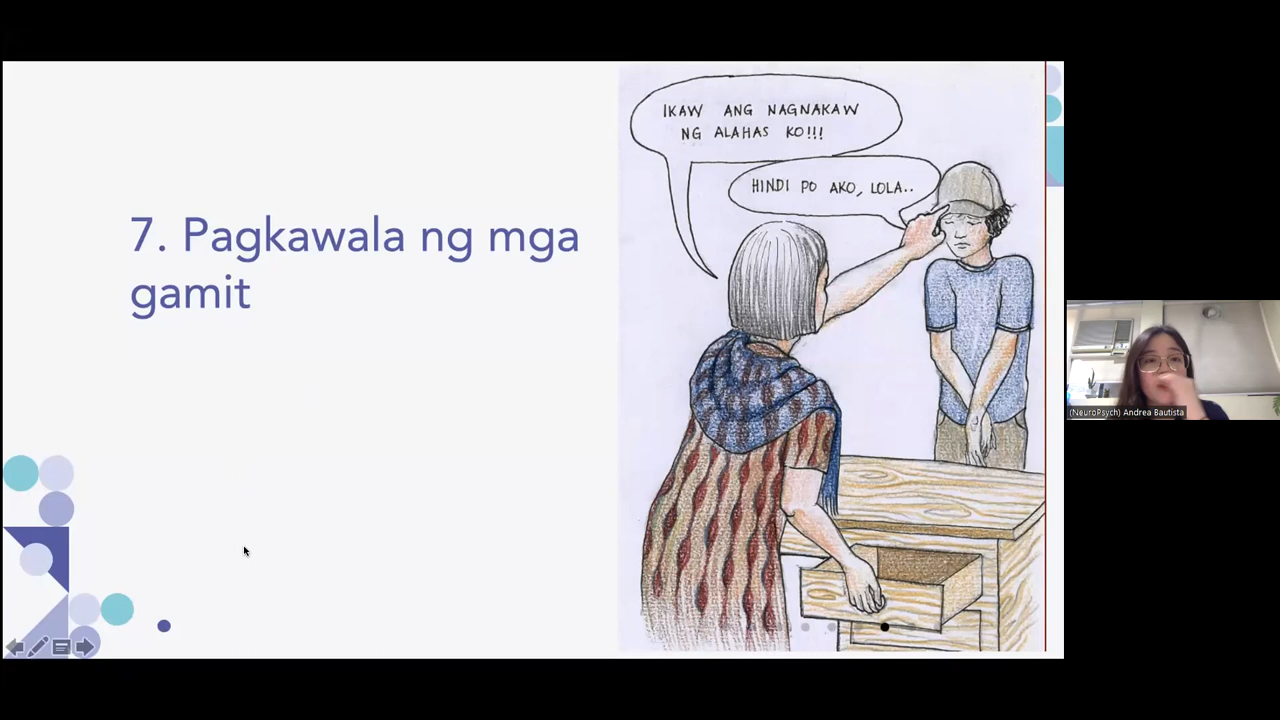 7. Pagkawala ng mga
gamit
IKAW ANG NAGNAKAW
NG ALAHAS KO!!!
HINDI PO AKO, LOLA..
(NeuroPsych) Andrea Bautista